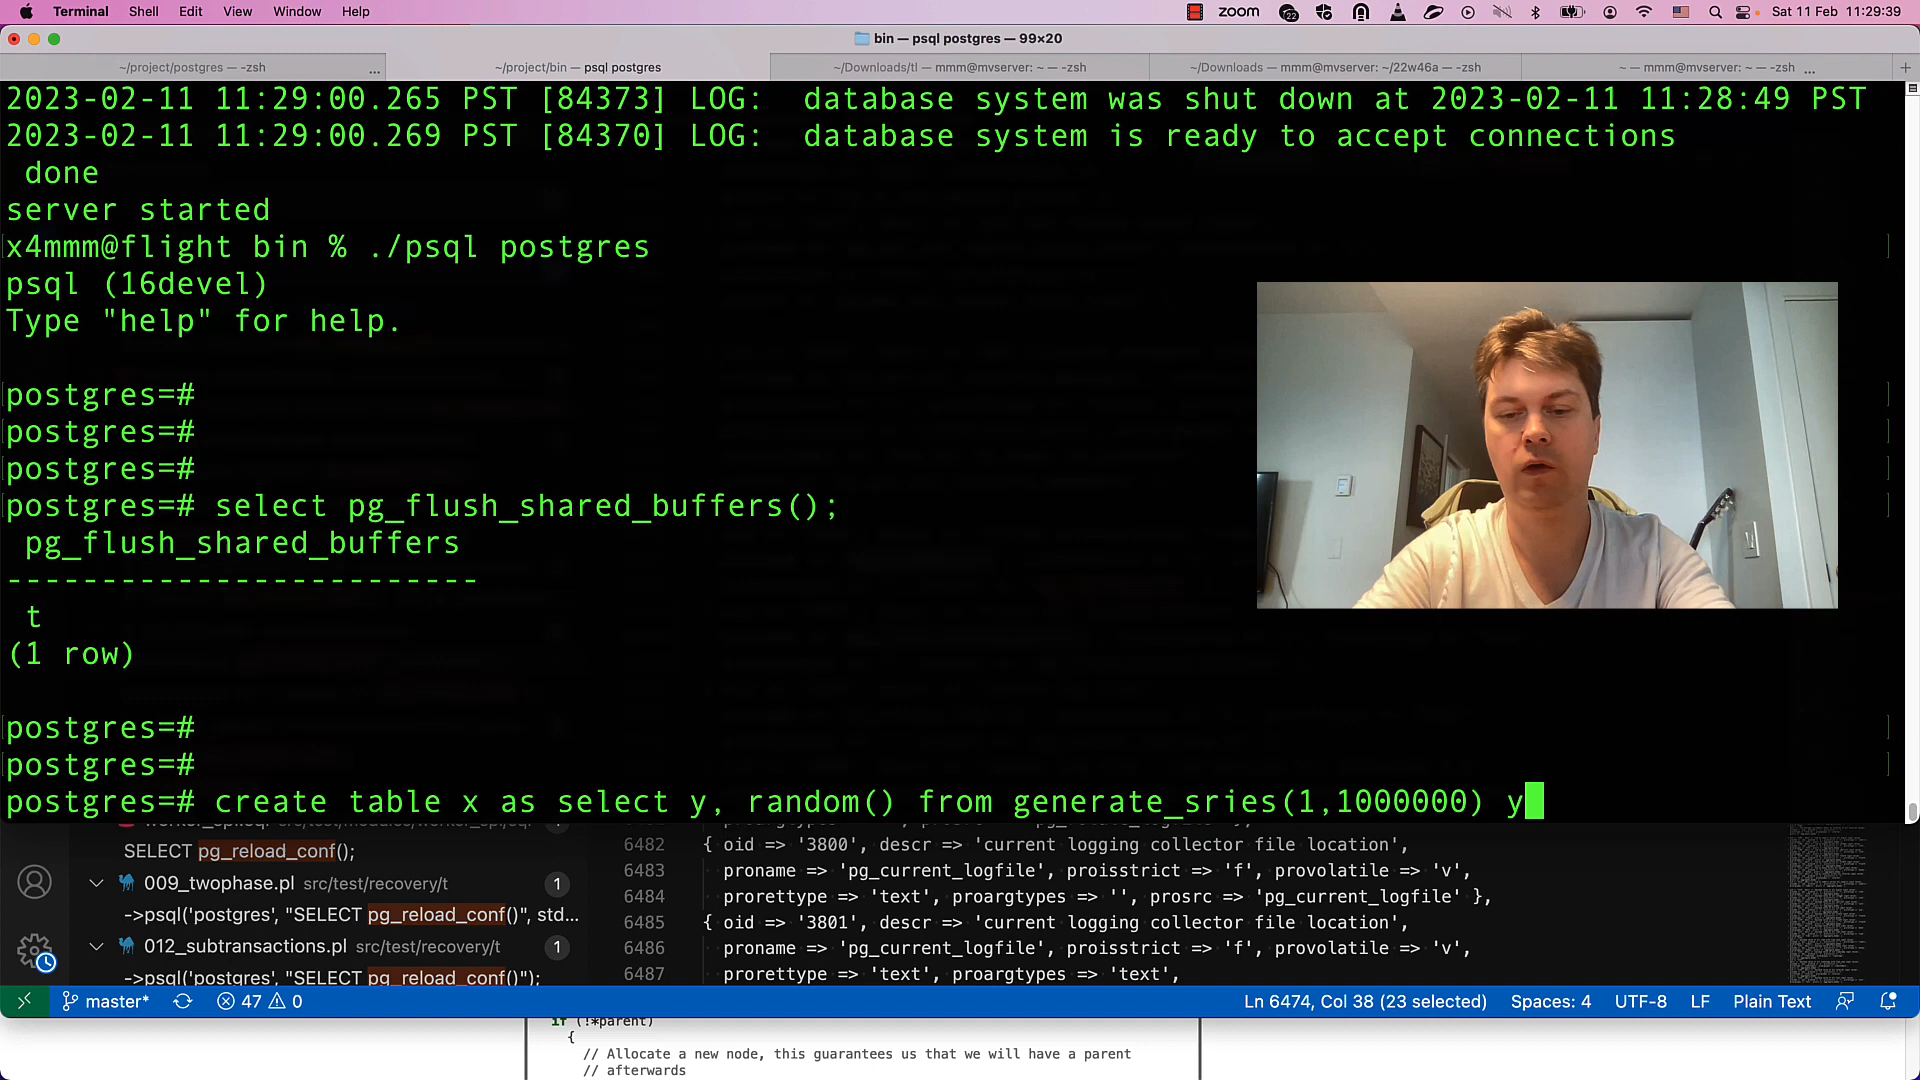 Terminal Shell Edit View Window Help zoom 22 Sat 11 Feb 11:29:39
bin — psql postgres — 99×20
~/project/postgres — -zsh ... ~/project/bin — psql postgres ~/Downloads/tl — mmm@mvserver: ~ — -zsh ~/Downloads — mmm@mvserver: ~/22w46a — -zsh ~ — mmm@mvserver: ~ — -zsh ... +
2023-02-11 11:29:00.265 PST [84373] LOG:  database system was shut down at 2023-02-11 11:28:49 PST
2023-02-11 11:29:00.269 PST [84370] LOG:  database system is ready to accept connections
done
server started
x4mmm@flight bin % ./psql postgres
psql (16devel)
Type "help" for help.
postgres=#
postgres=#
postgres=#
postgres=# select pg_flush_shared_buffers();
pg_flush_shared_buffers
-------------------------
t
(1 row)
postgres=#
postgres=#
postgres=# create table x as select y, random() from generate_sries(1,1000000) y
SELECT pg_reload_conf();
009_twophase.pl src/test/recovery/t 1
->psql('postgres', "SELECT pg_reload_conf()", std...
012_subtransactions.pl src/test/recovery/t 1
->psql('postgres', "SELECT pg_reload_conf()");
6482 { oid => '3800', descr => 'current logging collector file location',
6483 proname => 'pg_current_logfile', proisstrict => 'f', provolatile => 'v',
6484 prorettype => 'text', proargtypes => '', prosrc => 'pg_current_logfile' },
6485 { oid => '3801', descr => 'current logging collector file location',
6486 proname => 'pg_current_logfile', proisstrict => 'f', provolatile => 'v',
6487 prorettype => 'text', proargtypes => 'text',
master* 47 0 Ln 6474, Col 38 (23 selected) Spaces: 4 UTF-8 LF Plain Text
if (!*parent)
{
// Allocate a new node, this guarantees us that we will have a parent
// afterwards